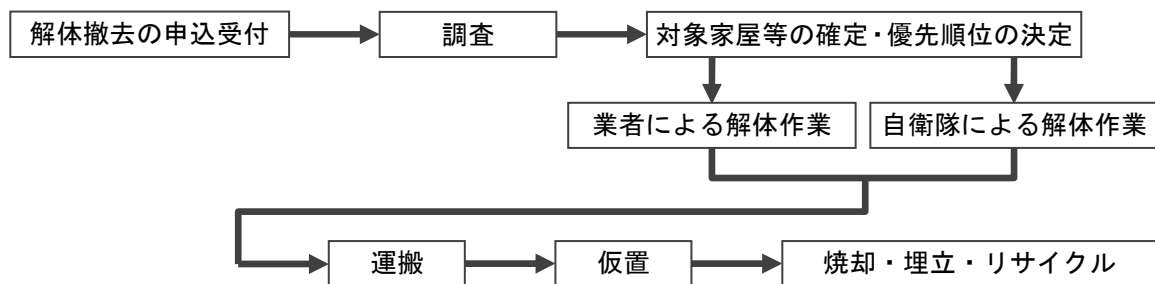 解体撤去の申込受付
調査
対象家屋等の確定・優先順位の決定
業者による解体作業
自衛隊による解体作業
運搬
仮置
焼却・埋立・リサイクル